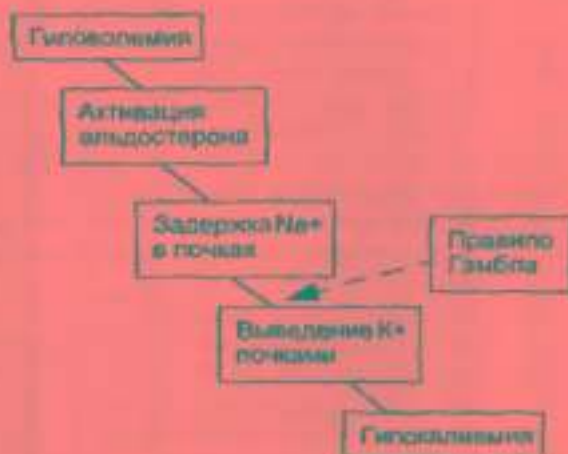 Гиповолемия
Активация
альдостерона
Задержка Na+
в почках
Правило
Гэмбла
Выведение K+
почками
Гипокалиемия